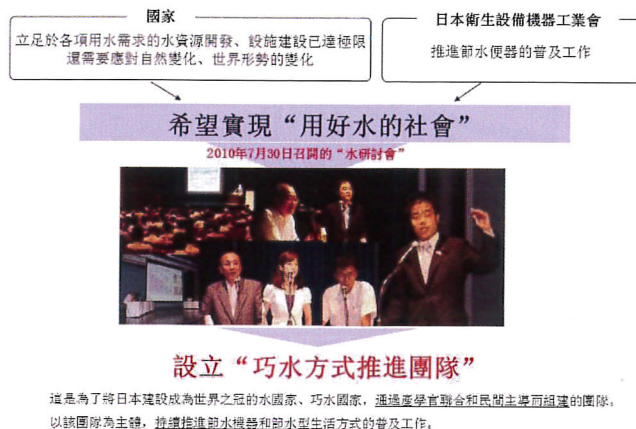 國家
立足於各項用水需求的水資源開發、設施建設已達極限
還需要應對自然變化、世界形勢的變化
日本衛生設備機器工業會
推進節水便器的普及工作
希望實現“用好水的社會”
2010年7月30日召開的“水研討會”
設立“巧水方式推進團隊”
這是為了將日本建設成為世界之冠的水國家、巧水國家，通過產學官聯合和民間主導而組建的團隊。
以該團隊為主體，持續推進節水機器和節水型生活方式的普及工作。